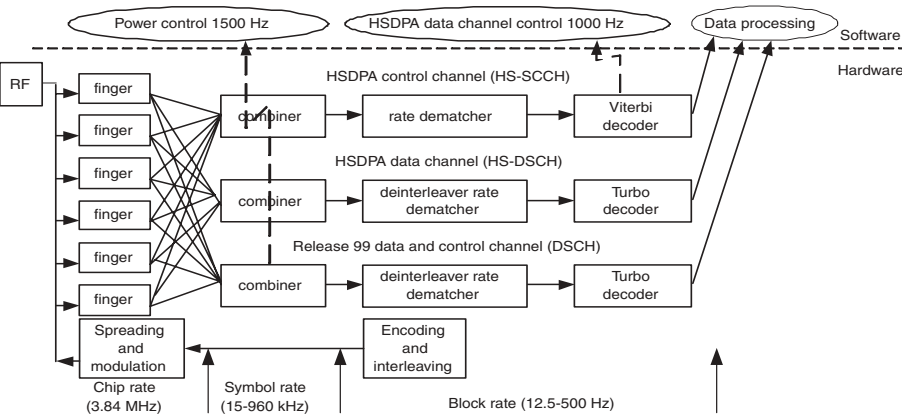 Power control 1500 Hz
HSDPA data channel control 1000 Hz
Data processing
Software
Hardware
RF
HSDPA control channel (HS-SCCH)
finger
combiner
rate dematcher
Viterbi
decoder
finger
HSDPA data channel (HS-DSCH)
finger
combiner
deinterleaver rate
dematcher
Turbo
decoder
finger
Release 99 data and control channel (DSCH)
finger
combiner
deinterleaver rate
dematcher
Turbo
decoder
finger
Spreading
and
modulation
Encoding
and
interleaving
Chip rate
(3.84 MHz)
Symbol rate
(15-960 kHz)
Block rate (12.5-500 Hz)